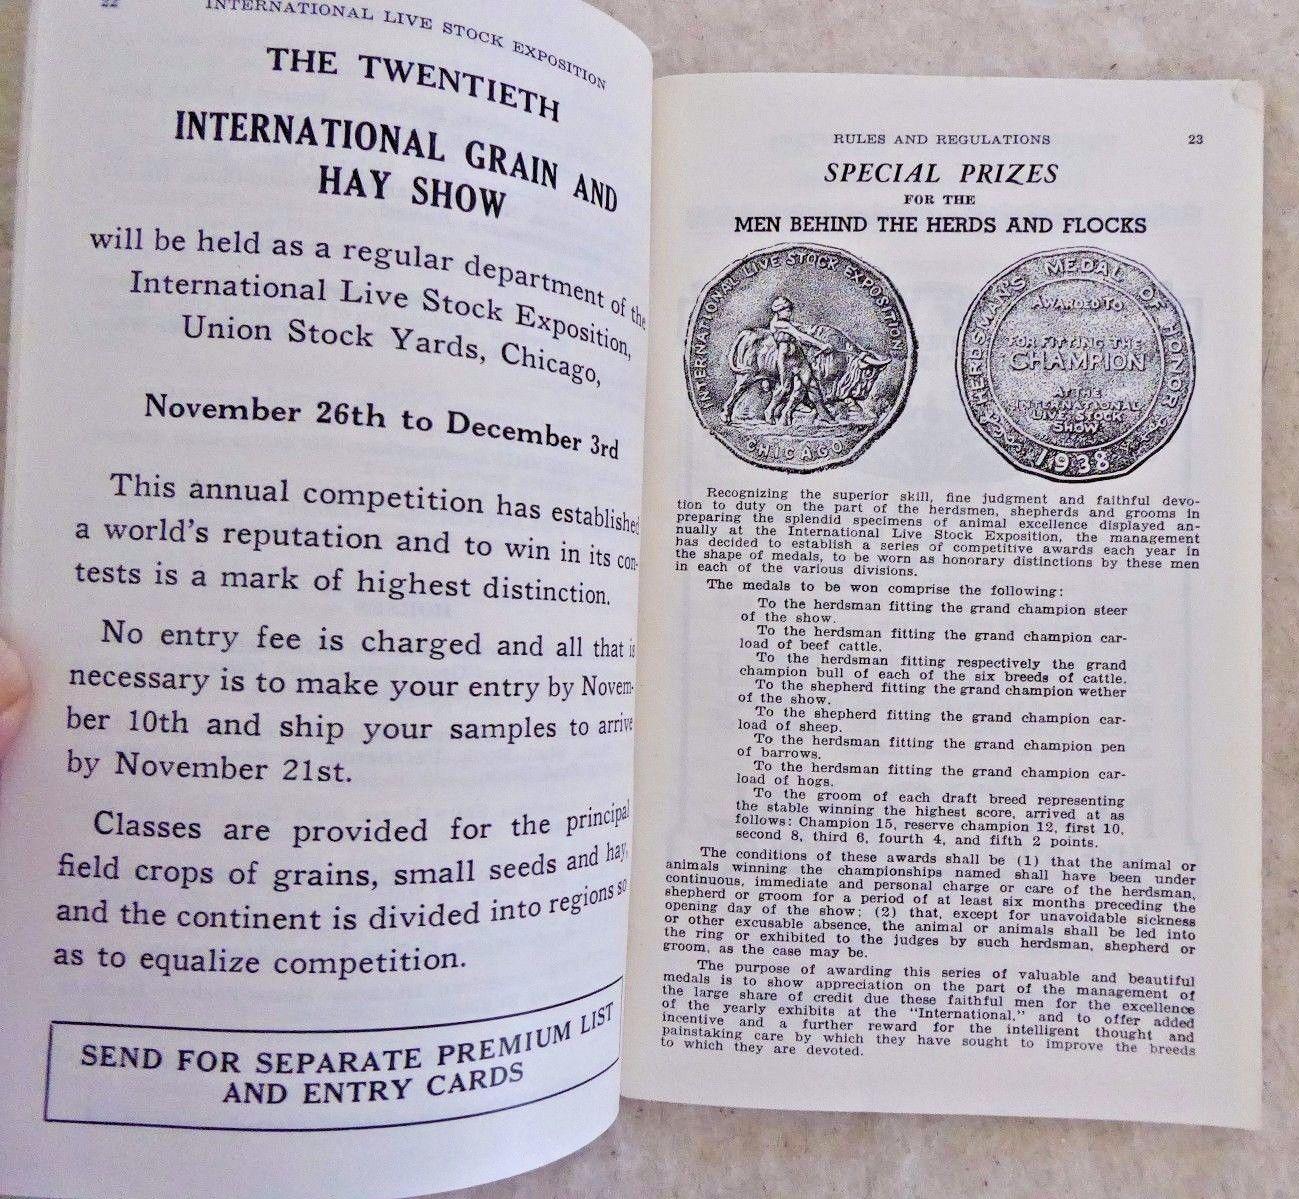 22
INTERNATIONAL LIVE STOCK EXPOSITION
THE TWENTIETH
INTERNATIONAL GRAIN AND
HAY SHOW
will be held as a regular department of the
International Live Stock Exposition,
Union Stock Yards, Chicago,
November 26th to December 3rd
This annual competition has established
a world's reputation and to win in its con-
tests is a mark of highest distinction.
No entry fee is charged and all that is
necessary is to make your entry by Novem-
ber 10th and ship your samples to arrive
by November 21st.
Classes are provided for the principal
field crops of grains, small seeds and hay,
and the continent is divided into regions so
as to equalize competition.
SEND FOR SEPARATE PREMIUM LIST
AND ENTRY CARDS
RULES AND REGULATIONS 23
SPECIAL PRIZES
FOR THE
MEN BEHIND THE HERDS AND FLOCKS
INTERNATIONAL LIVE STOCK EXPOSITION
CHICAGO
HERDSMAN'S MEDAL OF HONOR
AWARDED TO
FOR FITTING THE
CHAMPION
AT THE
INTERNATIONAL
LIVE STOCK
SHOW
1938
Recognizing the superior skill, fine judgment and faithful devo-
tion to duty on the part of the herdsmen, shepherds and grooms in
preparing the splendid specimens of animal excellence displayed an-
nually at the International Live Stock Exposition, the management
has decided to establish a series of competitive awards each year in
the shape of medals, to be worn as honorary distinctions by these men
in each of the various divisions.
The medals to be won comprise the following:
To the herdsman fitting the grand champion steer
of the show.
To the herdsman fitting the grand champion car-
load of beef cattle.
To the herdsman fitting respectively the grand
champion bull of each of the six breeds of cattle.
To the shepherd fitting the grand champion wether
of the show.
To the shepherd fitting the grand champion car-
load of sheep.
To the herdsman fitting the grand champion pen
of barrows.
To the herdsman fitting the grand champion car-
load of hogs.
To the groom of each draft breed representing
the stable winning the highest score, arrived at as
follows: Champion 15, reserve champion 12, first 10,
second 8, third 6, fourth 4, and fifth 2 points.
The conditions of these awards shall be (1) that the animal or
animals winning the championships named shall have been under
continuous, immediate and personal charge or care of the herdsman,
shepherd or groom for a period of at least six months preceding the
opening day of the show: (2) that, except for unavoidable sickness
or other excusable absence, the animal or animals shall be led into
the ring or exhibited to the judges by such herdsman, shepherd or
groom, as the case may be.
The purpose of awarding this series of valuable and beautiful
medals is to show appreciation on the part of the management of
the large share of credit due these faithful men for the excellence
of the yearly exhibits at the "International," and to offer added
incentive and a further reward for the intelligent thought and
painstaking care by which they have sought to improve the breeds
to which they are devoted.